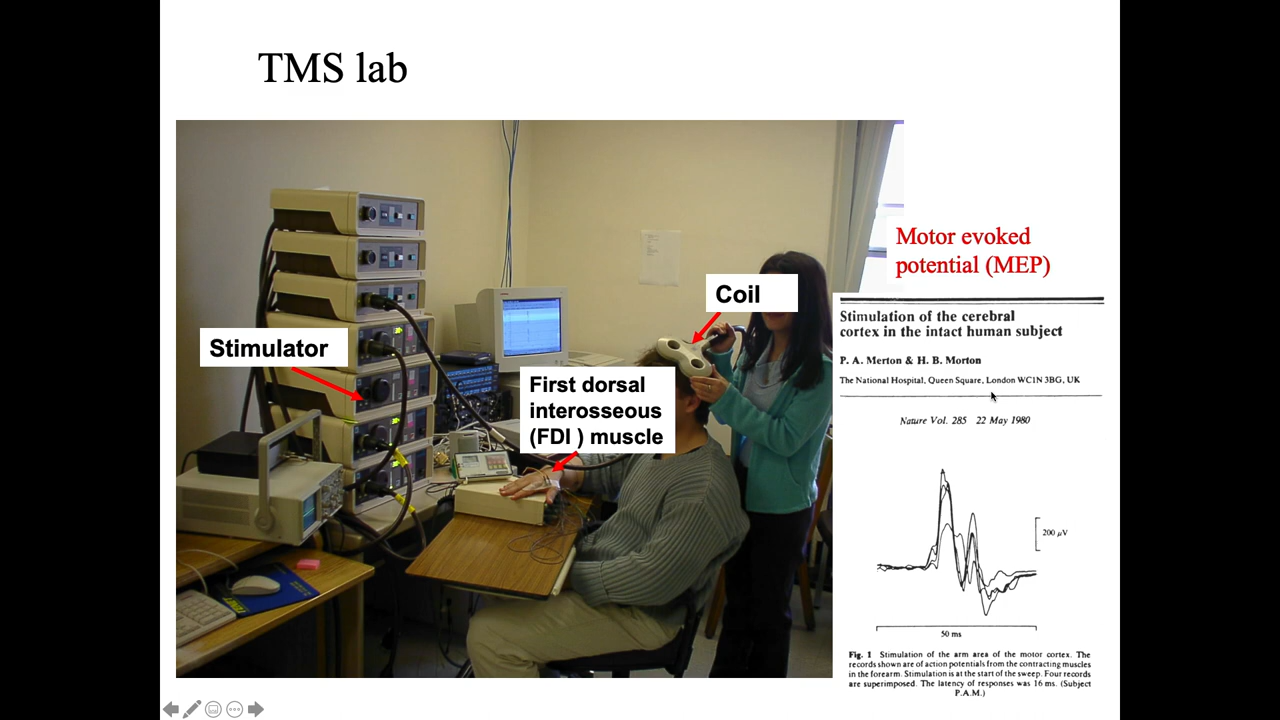 TMS lab
Stimulator
Coil
First dorsal
interosseous
(FDI ) muscle
Motor evoked
potential (MEP)
Stimulation of the cerebral
cortex in the intact human subject
P. A. Merton & H. B. Morton
The National Hospital, Queen Square, London WC1N 3BG, UK
Nature Vol. 285 22 May 1980
200 μV
50 ms
Fig. 1 Stimulation of the arm area of the motor cortex. The
records shown are of action potentials from the contracting muscles
in the forearm. Stimulation is at the start of the sweep. Four records
are superimposed. The latency of responses was 16 ms. (Subject
P.A.M.)